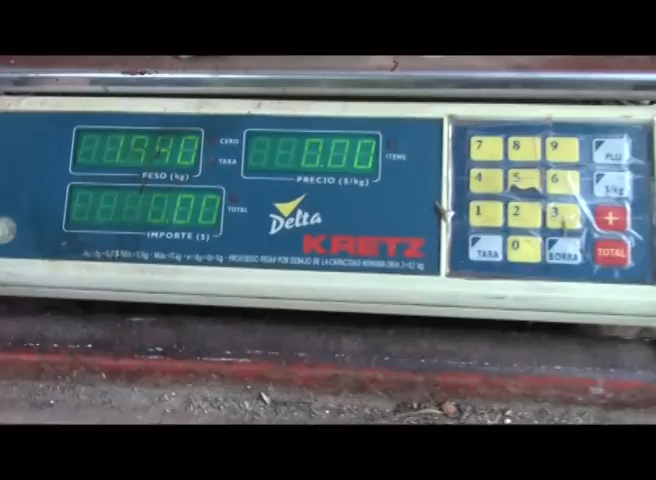 1.540
PESO (kg)
CERO
TARA
0.00
PRECIO ($/kg)
ITEMS
0.00
IMPORTE ($)
TOTAL
Delta
KRETZ
7 8 9 PLU
4 5 6 $/kg
1 2 3 +
TARA 0 BORRA TOTAL